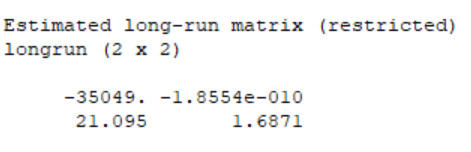 Estimated long-run matrix (restricted)
longrun (2 x 2)
-35049. -1.8554e-010
21.095 1.6871